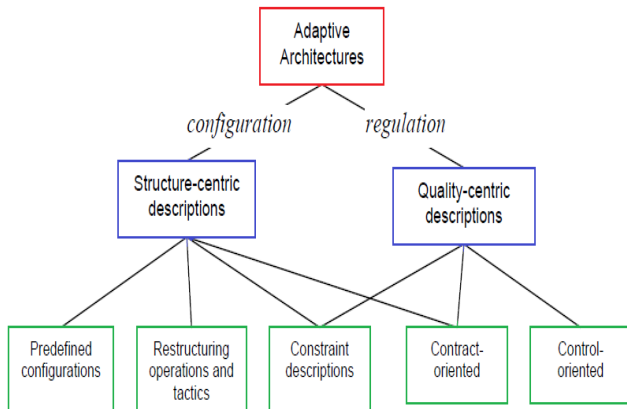 Adaptive
Architectures
configuration
regulation
Structure-centric
descriptions
Quality-centric
descriptions
Predefined
configurations
Restructuring
operations and
tactics
Constraint
descriptions
Contract-
oriented
Control-
oriented